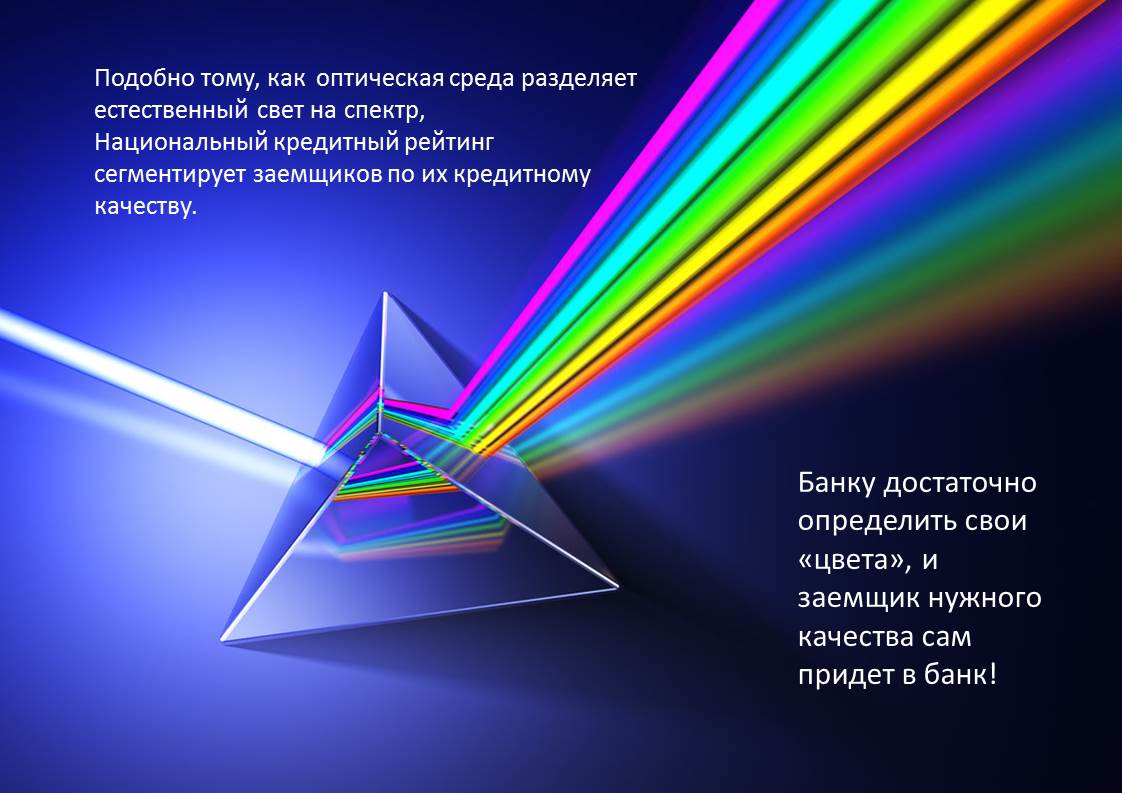 Подобно тому, как оптическая среда разделяет
естественный свет на спектр,
Национальный кредитный рейтинг
сегментирует заемщиков по их кредитному
качеству.
Банку достаточно
определить свои
«цвета», и
заемщик нужного
качества сам
придет в банк!